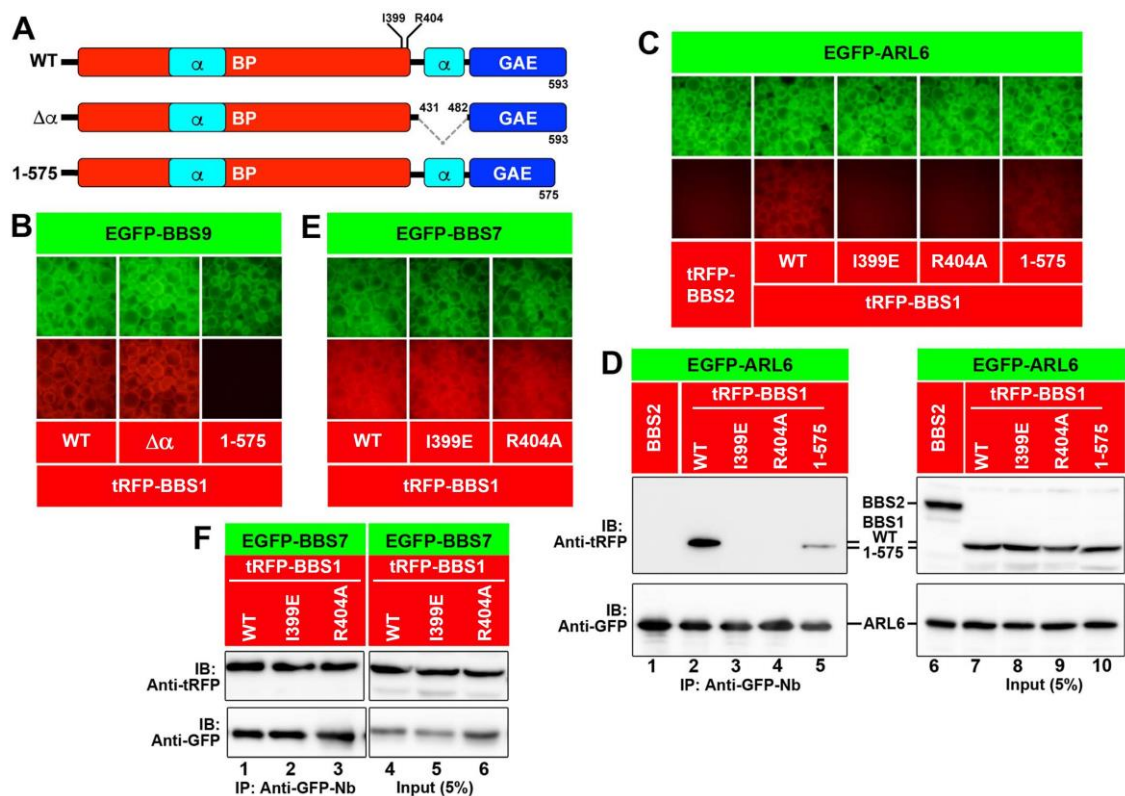 A
I399 R404
WT
α BP α GAE
593
Δα
431 482
α BP GAE
593
1-575
α BP α GAE
575
B
EGFP-BBS9
WT Δα 1-575
tRFP-BBS1
E
EGFP-BBS7
WT I399E R404A
tRFP-BBS1
C
EGFP-ARL6
tRFP-
BBS2
WT I399E R404A 1-575
tRFP-BBS1
D
EGFP-ARL6
tRFP-BBS1
BBS2 WT I399E R404A 1-575
IB:
Anti-tRFP
IB:
Anti-GFP
1 2 3 4 5
IP: Anti-GFP-Nb
EGFP-ARL6
tRFP-BBS1
BBS2 WT I399E R404A 1-575
BBS2
BBS1
WT
1-575
ARL6
6 7 8 9 10
Input (5%)
F
EGFP-BBS7 EGFP-BBS7
tRFP-BBS1 tRFP-BBS1
WT I399E R404A WT I399E R404A
IB:
Anti-tRFP
IB:
Anti-GFP
1 2 3 4 5 6
IP: Anti-GFP-Nb Input (5%)